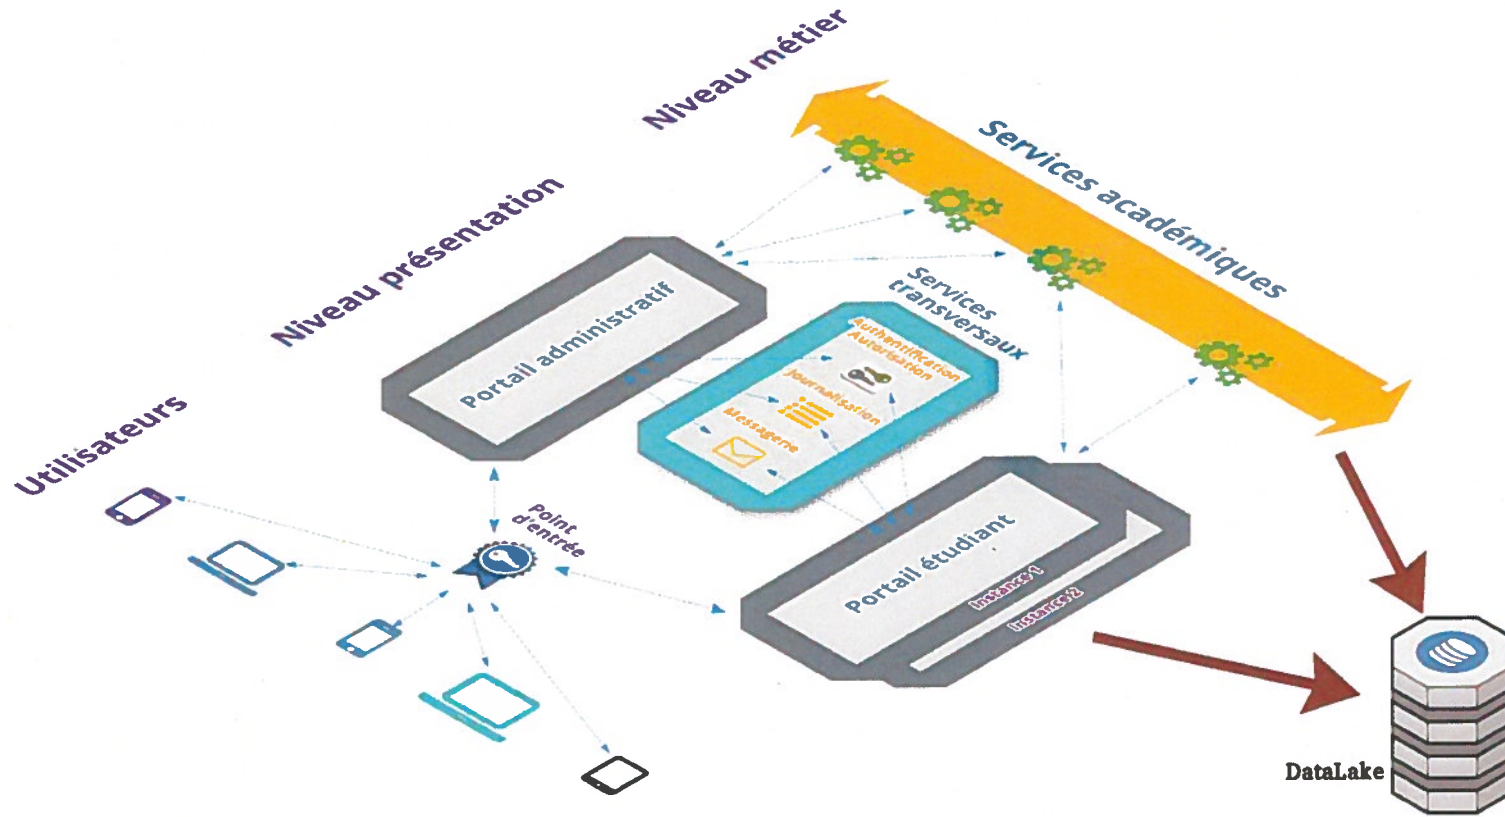 Niveau métier
Services académiques
Niveau présentation
Portail administratif
Services
transversaux
Authentification
Autorisation
Journalisation
Messagerie
Utilisateurs
Point
d'entrée
Portail étudiant
Instance 1
Instance 2
DataLake